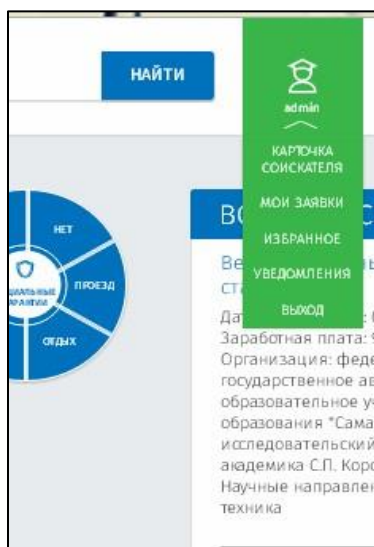 НАЙТИ
admin
КАРТОЧКА
СОИСКАТЕЛЯ
МОИ ЗАЯВКИ
ИЗБРАННОЕ
УВЕДОМЛЕНИЯ
ВЫХОД
НЕТ
ПРОЕЗД
ОТДЫХ
Заработная плата:
Организация: феде
государственное ав
образовательное уч
образования "Сама
исследовательский
академика С.П. Коро
Научные направлен
техника